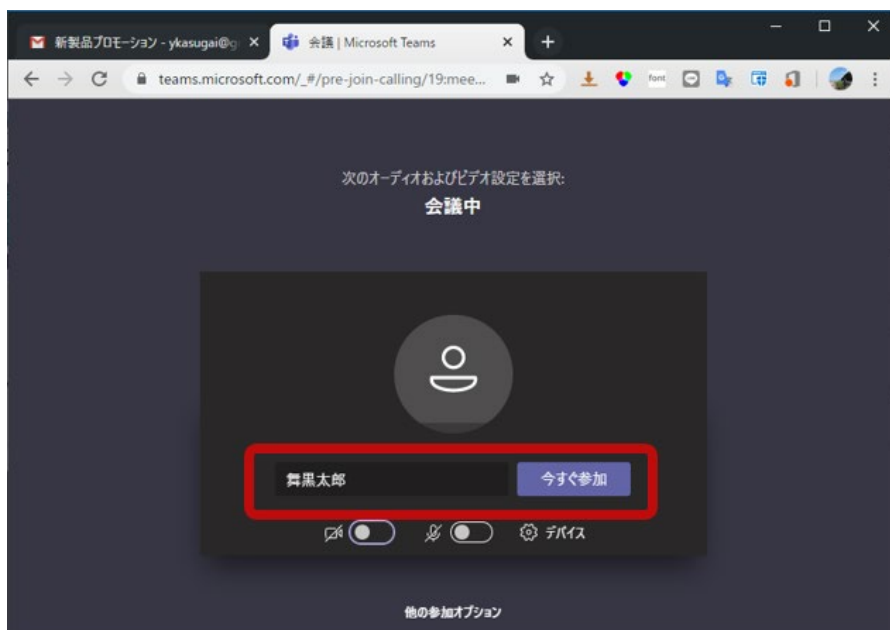 新製品プロモーション - ykasugai@g
会議 | Microsoft Teams
teams.microsoft.com/_#/pre-join-calling/19:mee...
font
次のオーディオおよびビデオ設定を選択:
会議中
舞黒太郎
今すぐ参加
デバイス
他の参加オプション